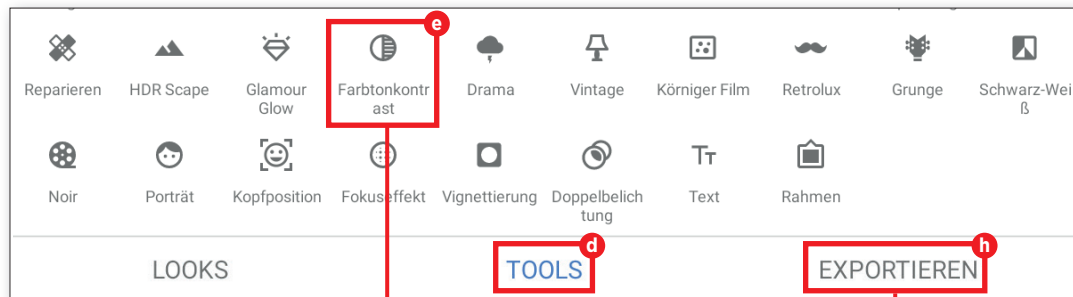 e
Reparieren HDR Scape Glamour Glow Farbtonkontr ast Drama Vintage Körniger Film Retrolux Grunge Schwarz-Wei ß
Noir Porträt Kopfposition Fokuseffekt Vignettierung Doppelbelich tung Text Rahmen
d h
LOOKS TOOLS EXPORTIEREN